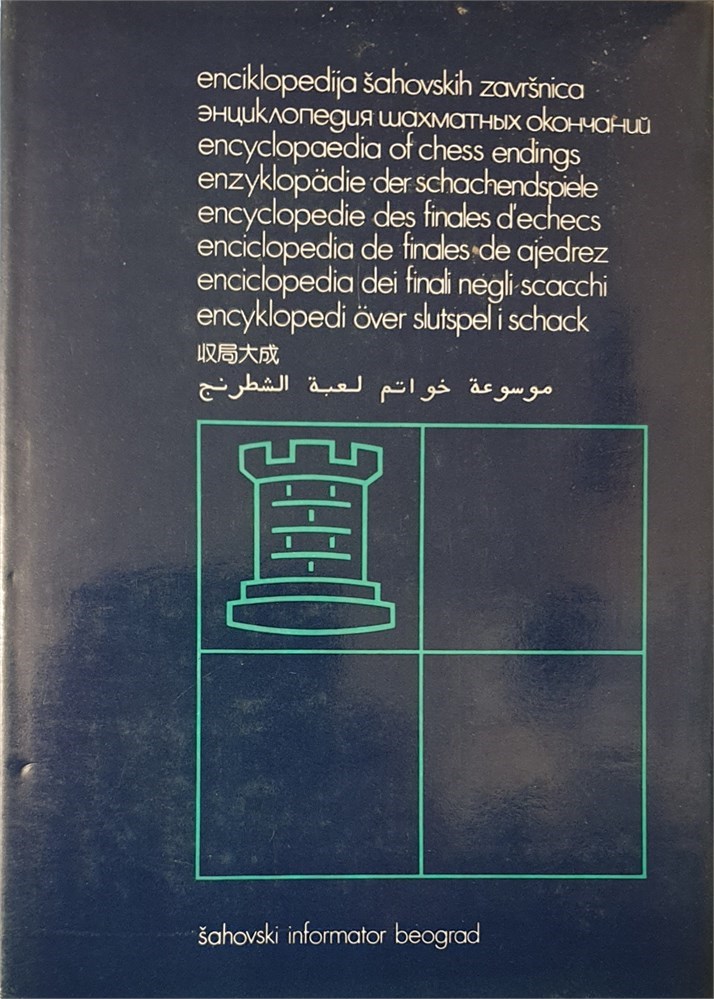 enciklopedija šahovskih završnica
энциклопедия шахматных окончаний
encyclopaedia of chess endings
enzyklopädie der schachendspiele
encyclopedie des finales d'echecs
enciclopedia de finales de ajedrez
enciclopedia dei finali negli scacchi
encyklopedi över slutspel i schack
収局大成
موسوعة خواتم لعبة الشطرنج
šahovski informator beograd